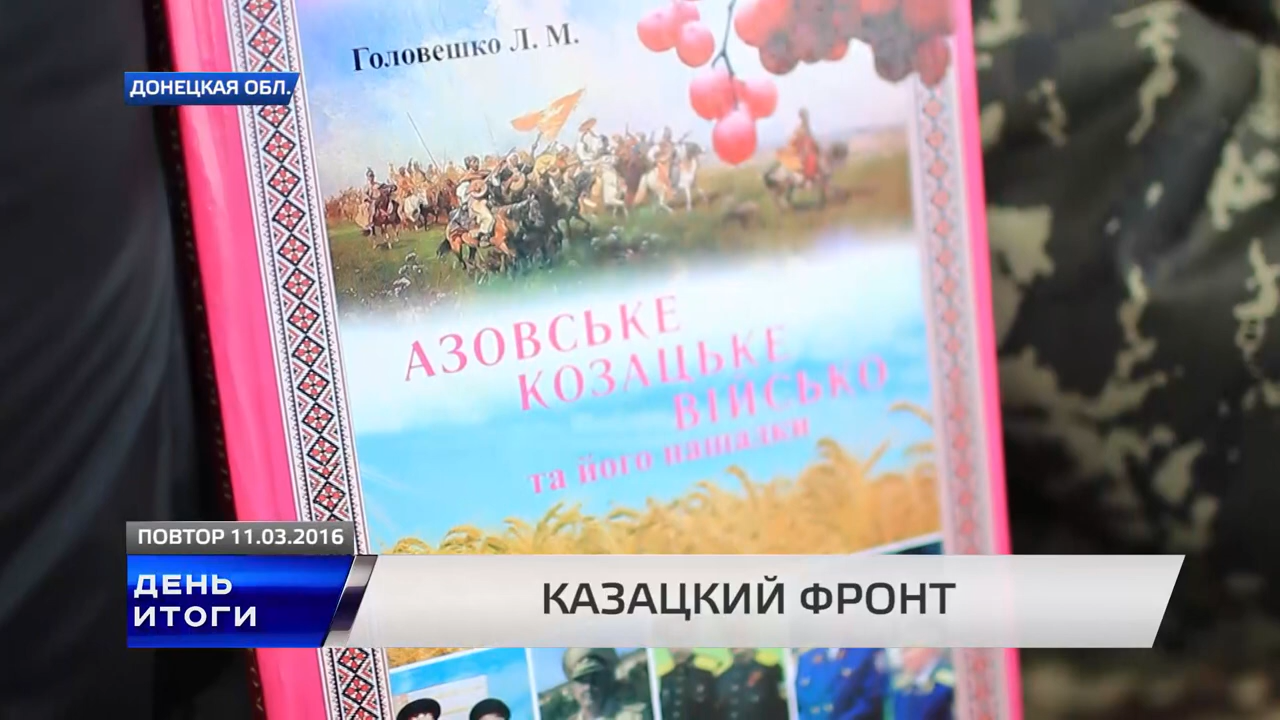 Головешко Л. М.
ДОНЕЦКАЯ ОБЛ.
АЗОВСЬКЕ
КОЗАЦЬКЕ
ВІЙСЬКО
та його нащадки
ПОВТОР 11.03.2016
ДЕНЬ
ИТОГИ
КАЗАЦКИЙ ФРОНТ